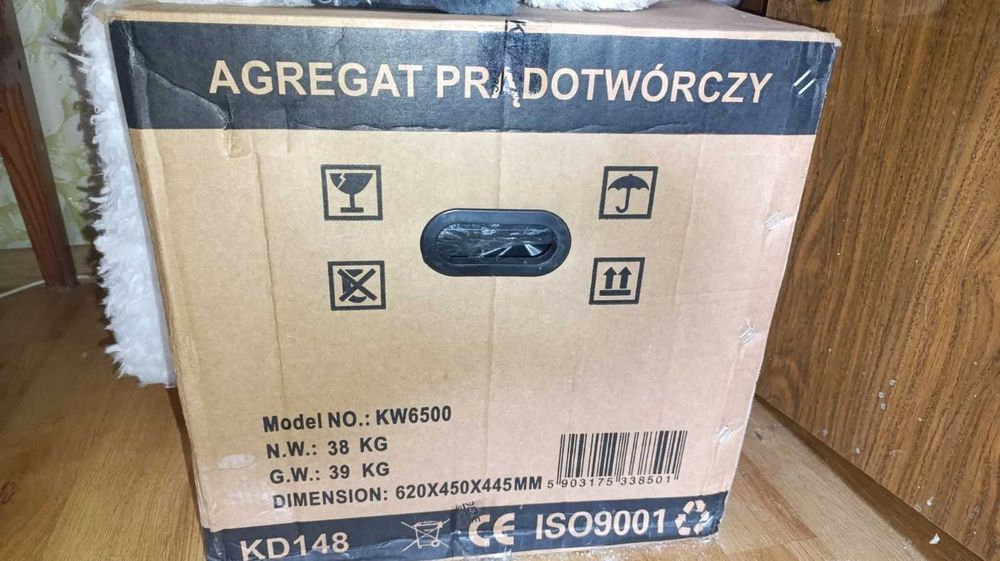 AGREGAT PRĄDOTWÓRCZY
Model NO.: KW6500
N.W.: 38 KG
G.W.: 39 KG
DIMENSION: 620X450X445MM
5 903175 338501
KD148 CE ISO9001